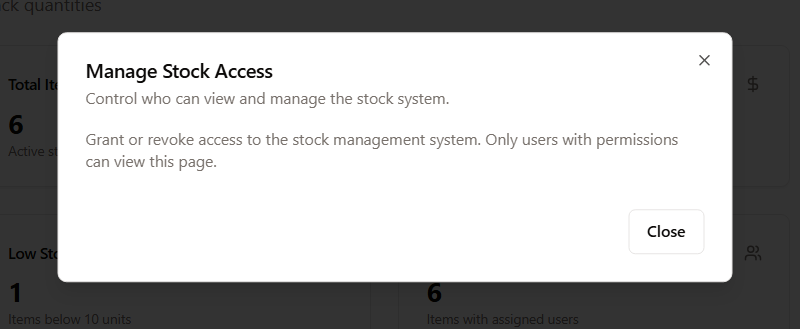 ck quantities
Manage Stock Access
Control who can view and manage the stock system.
Grant or revoke access to the stock management system. Only users with permissions
can view this page.
Close
Total Ite
$
6
Active st
Low Sto
1
Items below 10 units
6
Items with assigned users